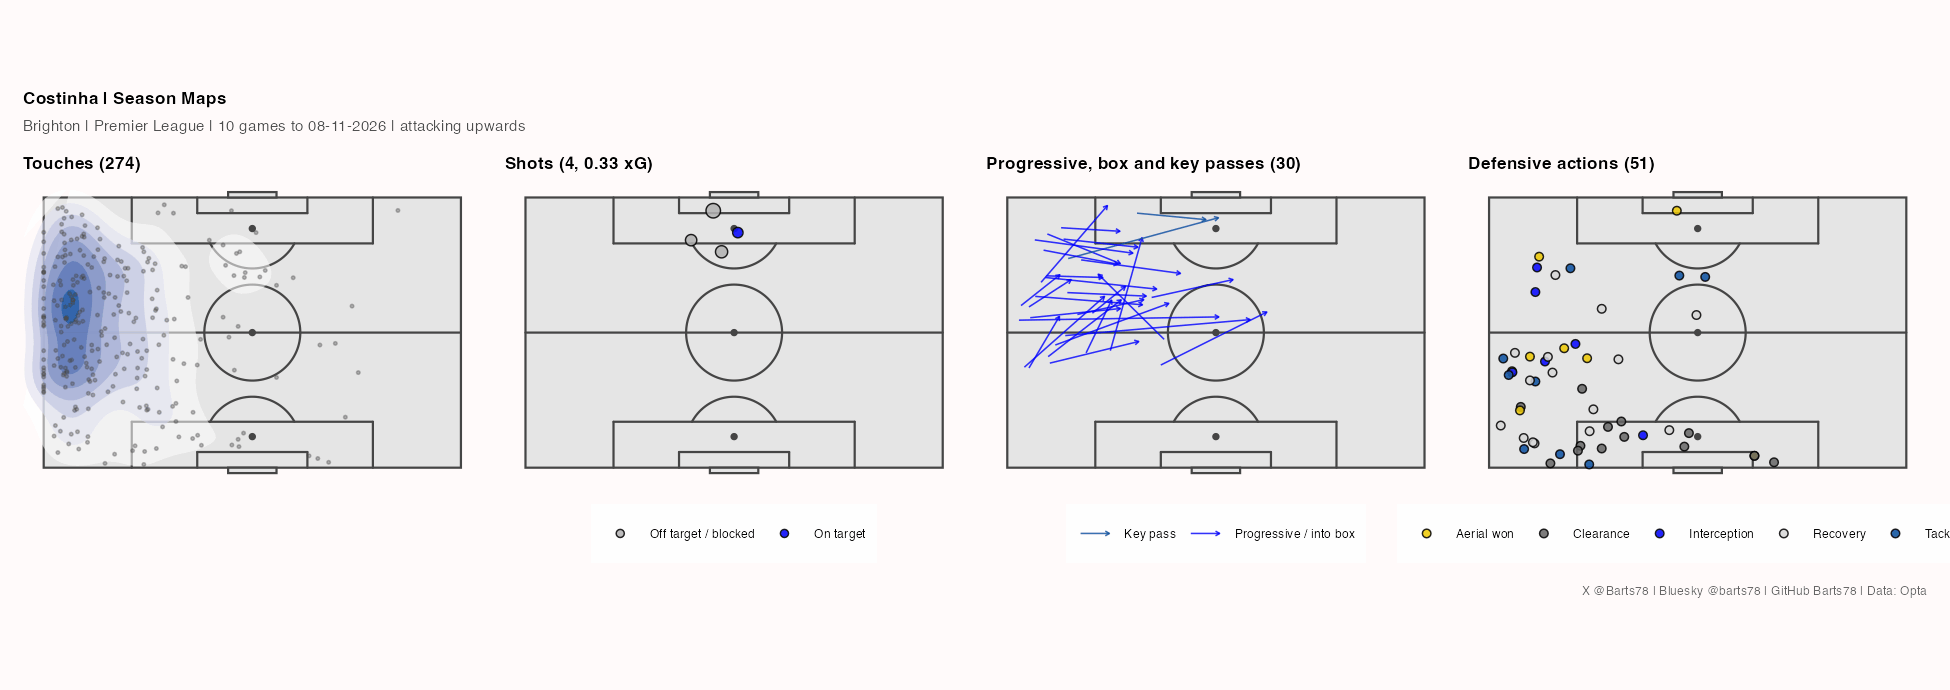 Costinha | Season Maps
Brighton | Premier League | 10 games to 08-11-2026 | attacking upwards
Touches (274)
Shots (4, 0.33 xG)
Progressive, box and key passes (30)
Defensive actions (51)
Off target / blocked
On target
Key pass
Progressive / into box
Aerial won
Clearance
Interception
Recovery
Tack
X @Barts78 | Bluesky @barts78 | GitHub Barts78 | Data: Opta